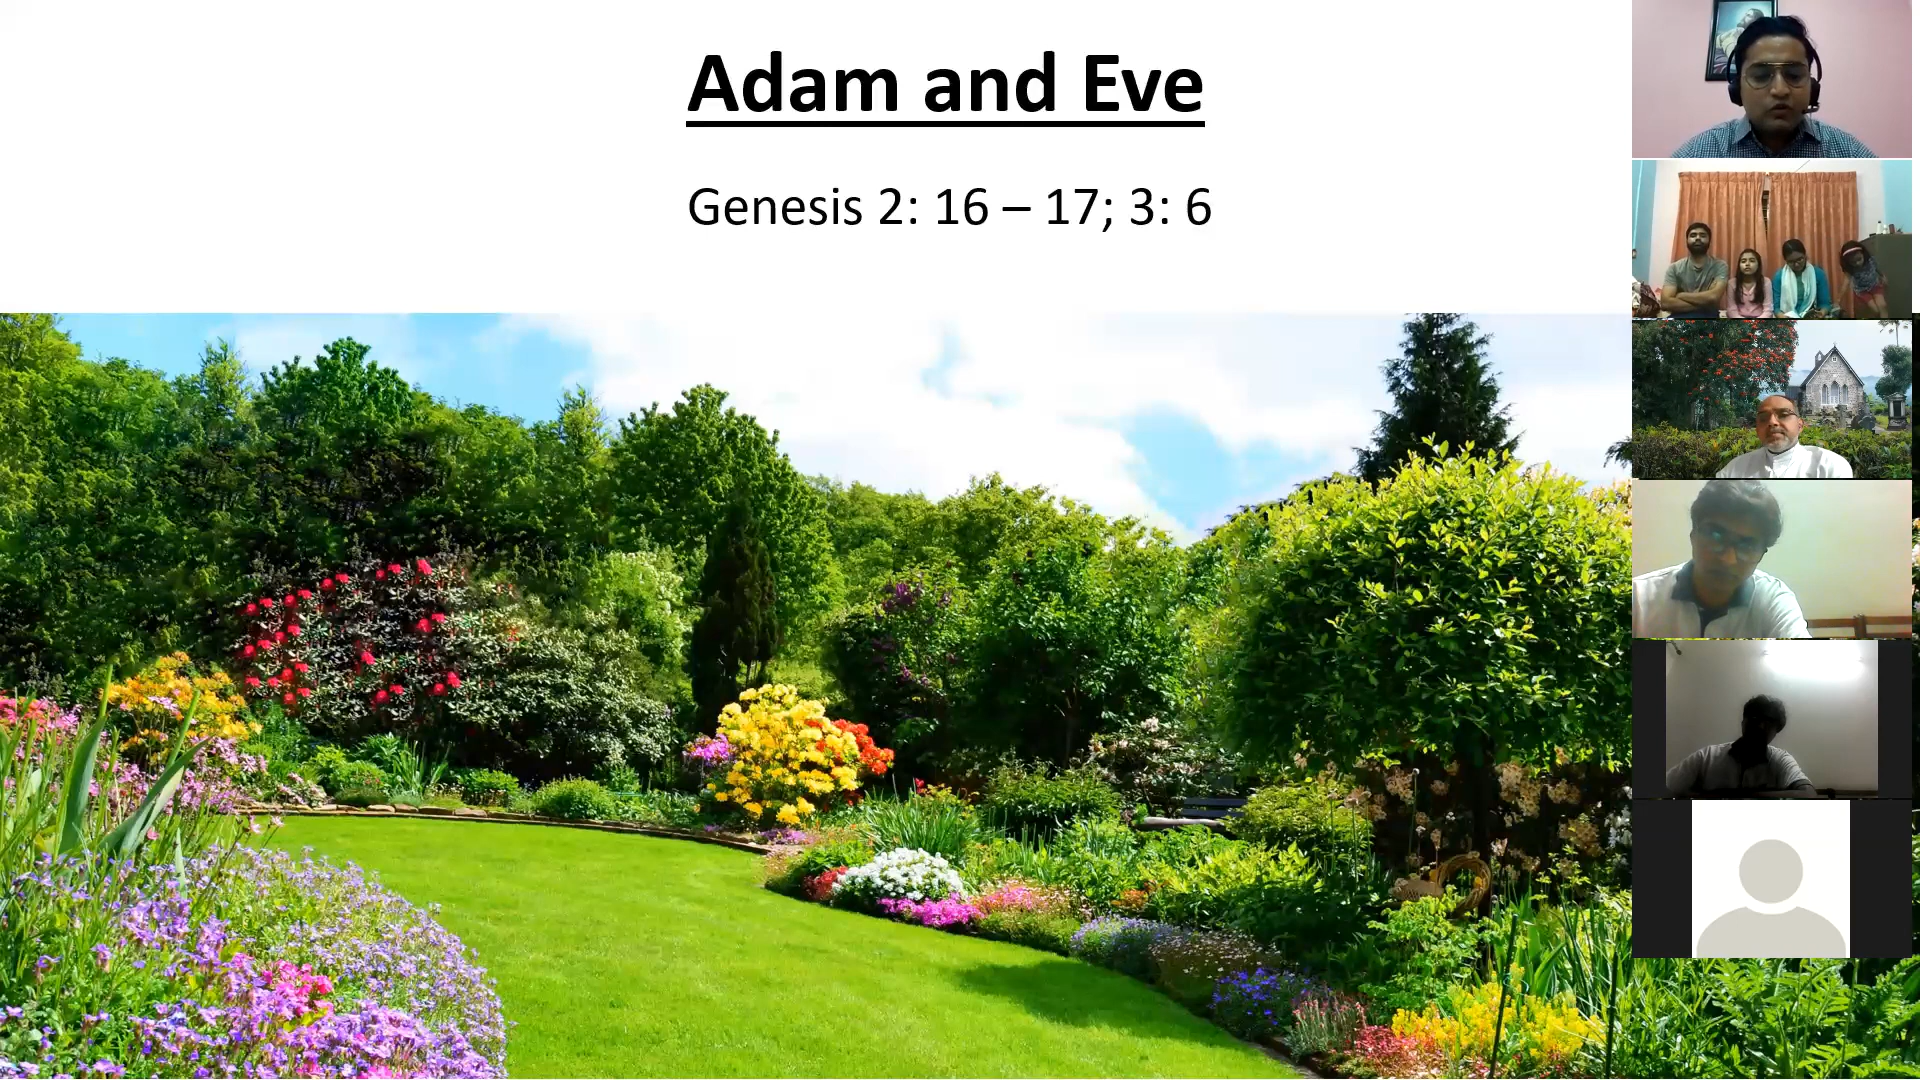 Adam and Eve
Genesis 2: 16 – 17; 3: 6